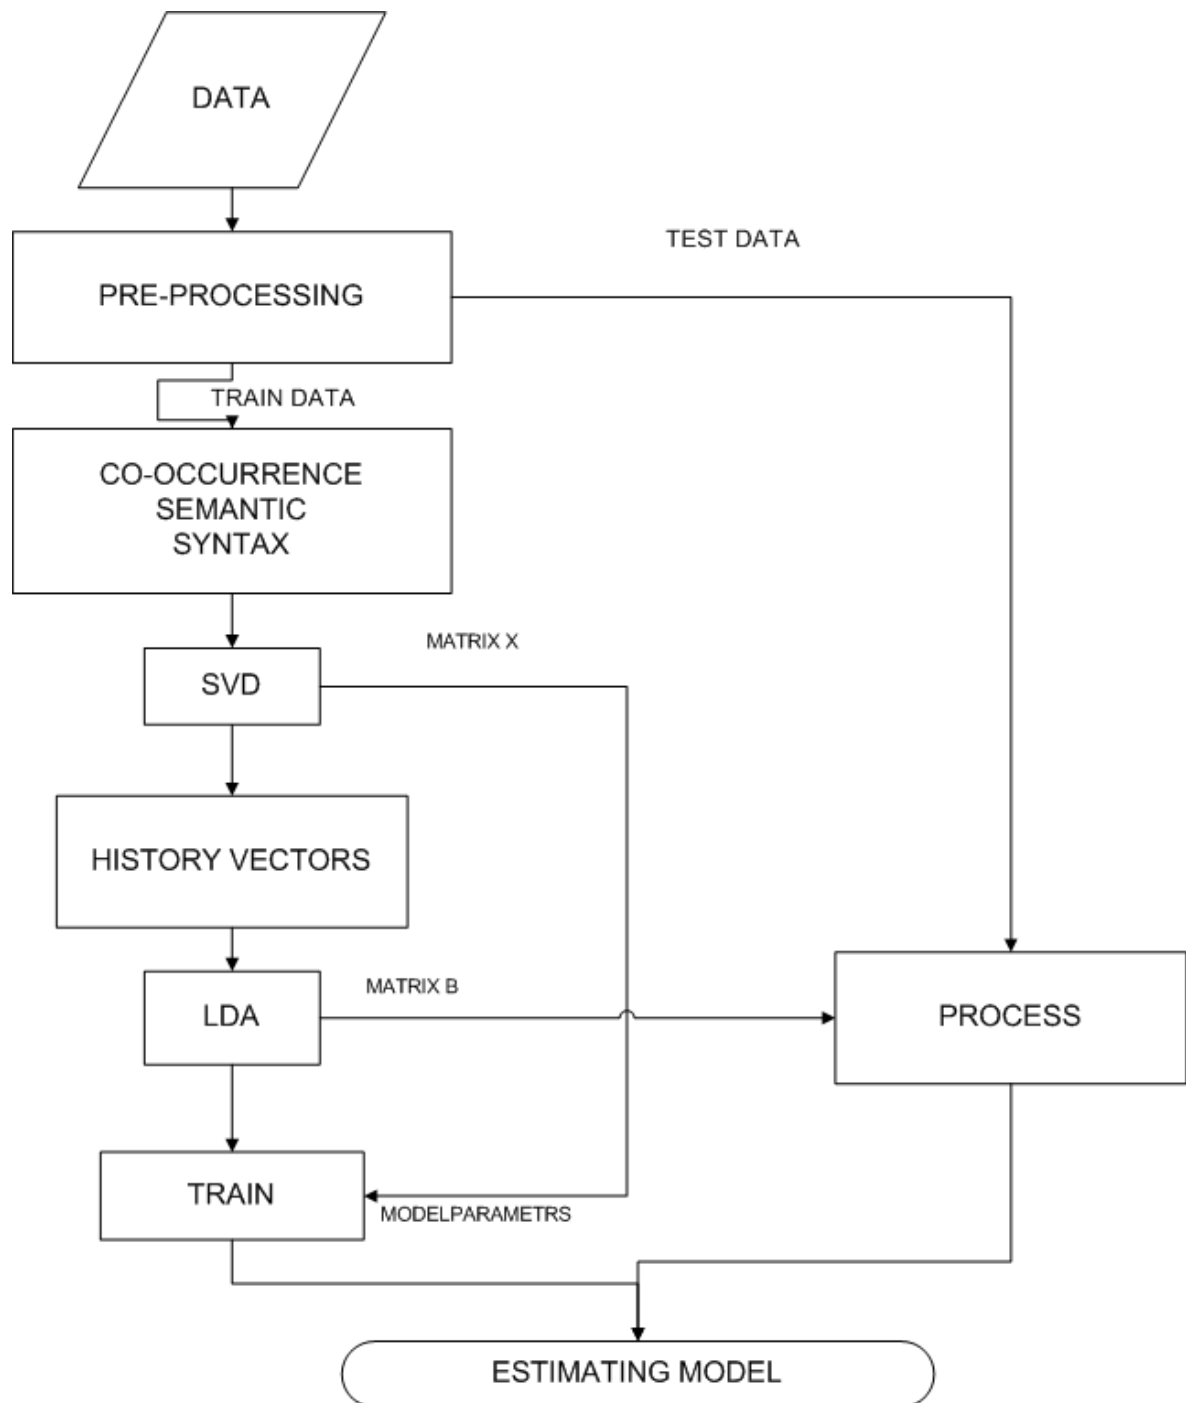 DATA
TEST DATA
PRE-PROCESSING
TRAIN DATA
CO-OCCURRENCE
SEMANTIC
SYNTAX
MATRIX X
SVD
HISTORY VECTORS
MATRIX B
LDA
PROCESS
TRAIN
MODELPARAMETRS
ESTIMATING MODEL